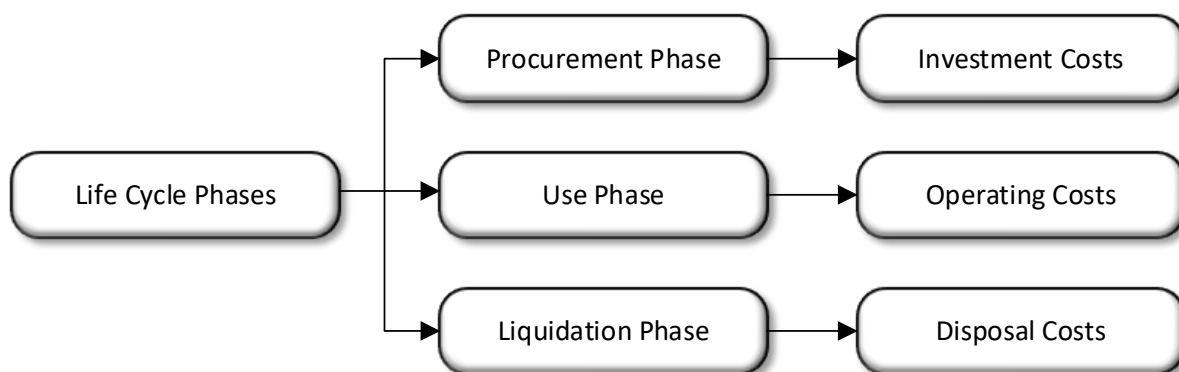 Procurement Phase
Investment Costs
Life Cycle Phases
Use Phase
Operating Costs
Liquidation Phase
Disposal Costs